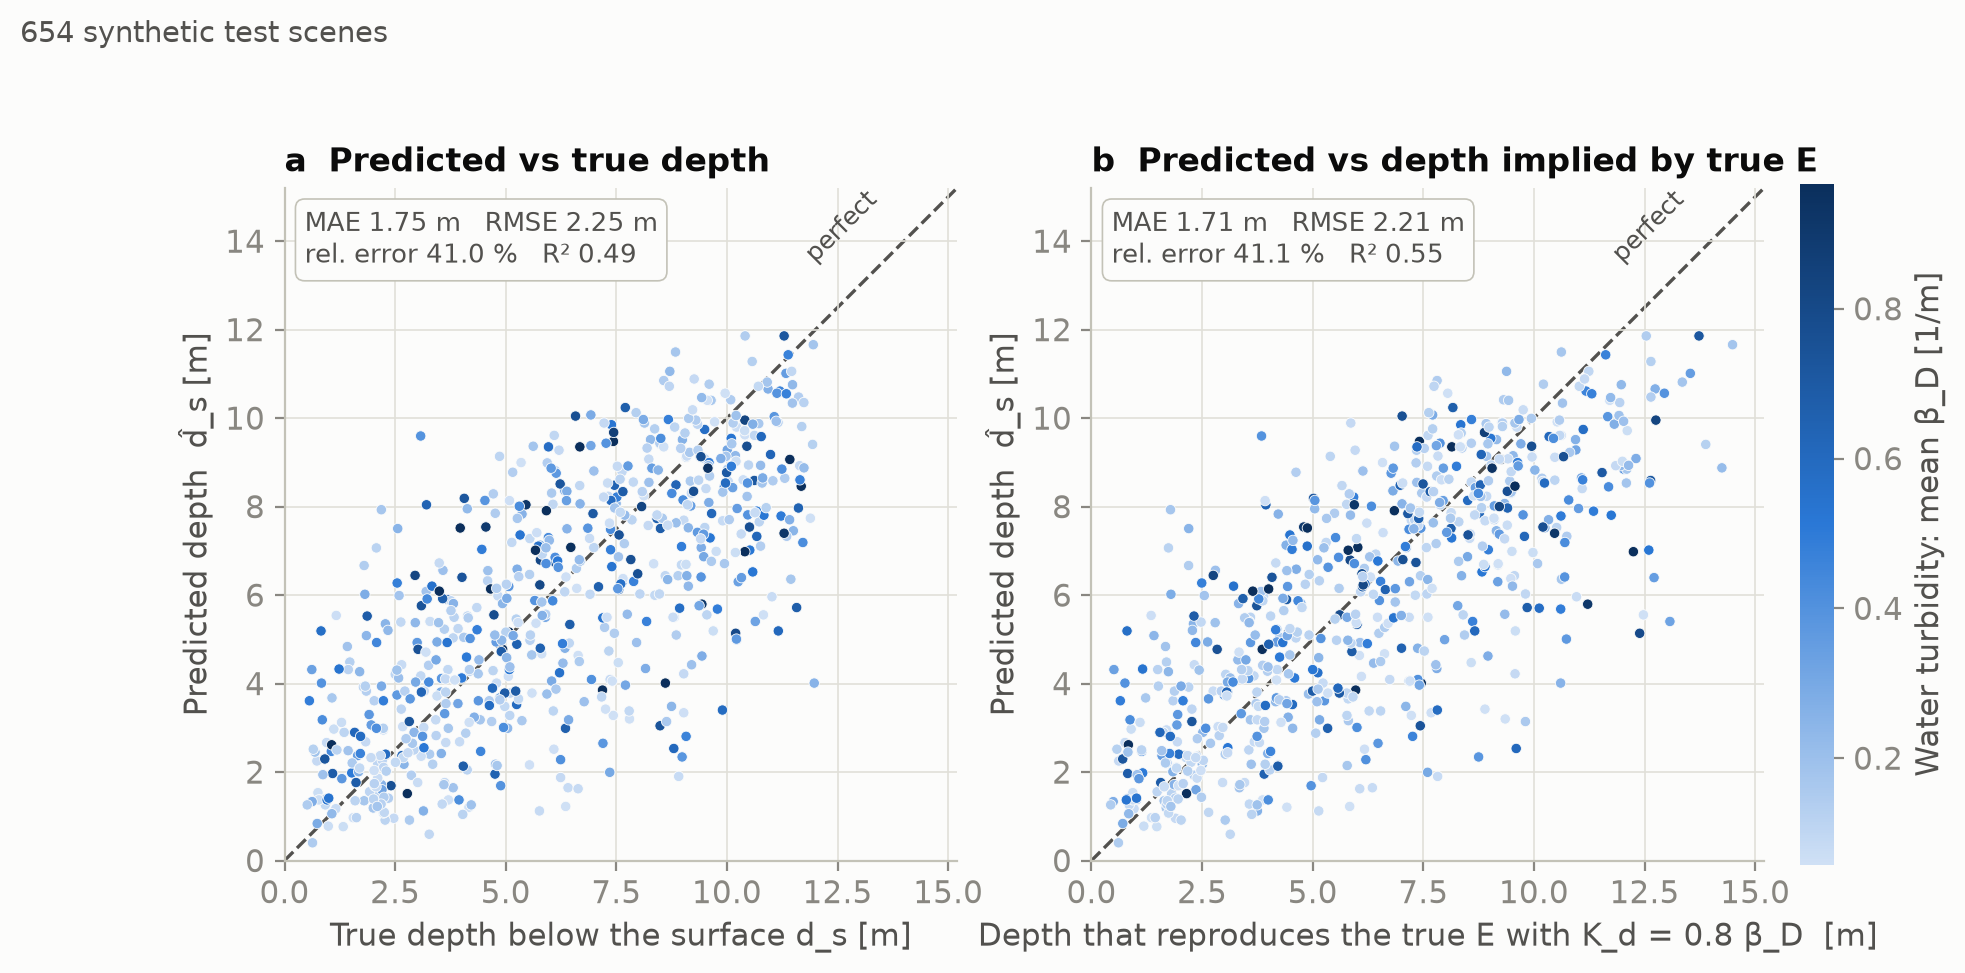 654 synthetic test scenes
a Predicted vs true depth
MAE 1.75 m RMSE 2.25 m
rel. error 41.0 % R² 0.49
perfect
14
12
10
8
6
4
2
0
Predicted depth d̂_s [m]
0.0 2.5 5.0 7.5 10.0 12.5 15.0
True depth below the surface d_s [m]
b Predicted vs depth implied by true E
MAE 1.71 m RMSE 2.21 m
rel. error 41.1 % R² 0.55
perfect
14
12
10
8
6
4
2
0
Predicted depth d̂_s [m]
0.0 2.5 5.0 7.5 10.0 12.5 15.0
Depth that reproduces the true E with K_d = 0.8 β_D [m]
0.8
0.6
0.4
0.2
Water turbidity: mean β_D [1/m]